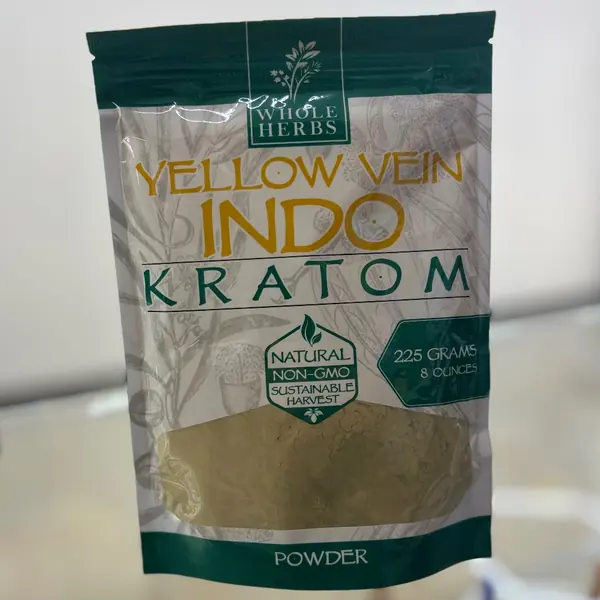 WHOLE
HERBS
YELLOW VEIN
INDO
KRATOM
NATURAL
NON-GMO
SUSTAINABLE
HARVEST
225 GRAMS
8 OUNCES
POWDER